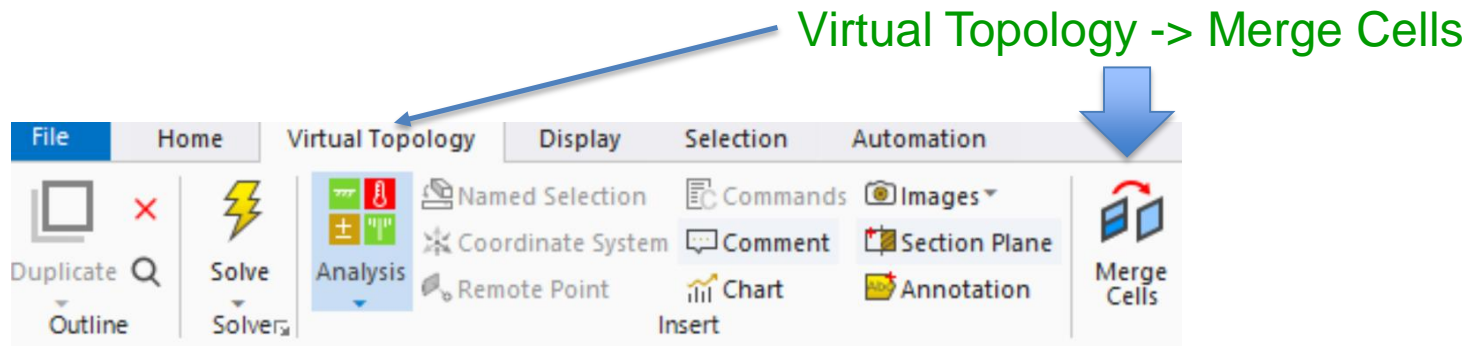 Virtual Topology -> Merge Cells
File Home Virtual Topology Display Selection Automation
Named Selection Commands Images
Coordinate System Comment Section Plane
Duplicate Solve Analysis Remote Point Chart Annotation Merge
Cells
Outline Solver Insert